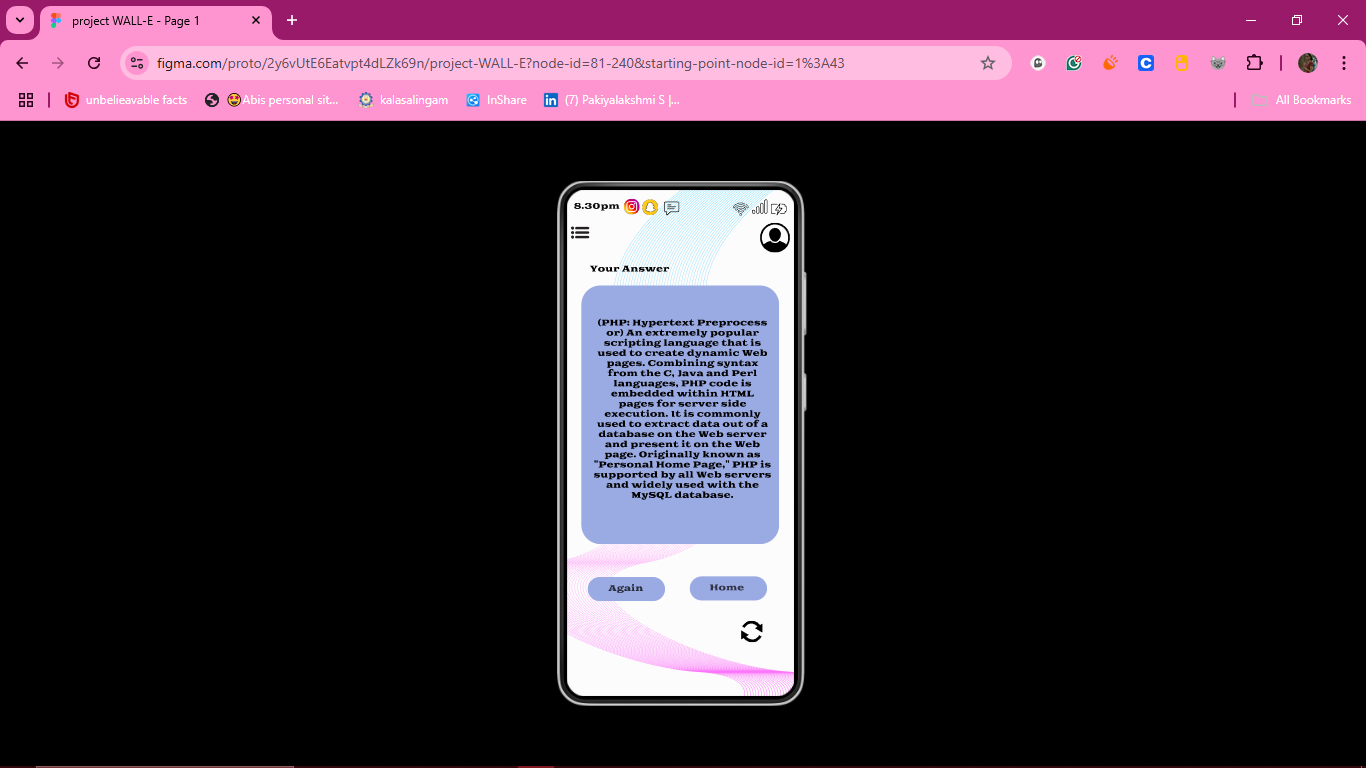 project WALL-E - Page 1
figma.com/proto/2y6vUtE6Eatvpt4dLZk69n/project-WALL-E?node-id=81-240&starting-point-node-id=1%3A43
unbelieavable facts
Abis personal sit...
kalasalingam
InShare
(7) Pakiyalakshmi S |...
All Bookmarks
8.30pm
Your Answer
(PHP: Hypertext Preprocess
or) An extremely popular
scripting language that is
used to create dynamic Web
pages. Combining syntax
from the C, Java and Perl
languages, PHP code is
embedded within HTML
pages for server side
execution. It is commonly
used to extract data out of a
database on the Web server
and present it on the Web
page. Originally known as
"Personal Home Page," PHP is
supported by all Web servers
and widely used with the
MySQL database.
Again
Home